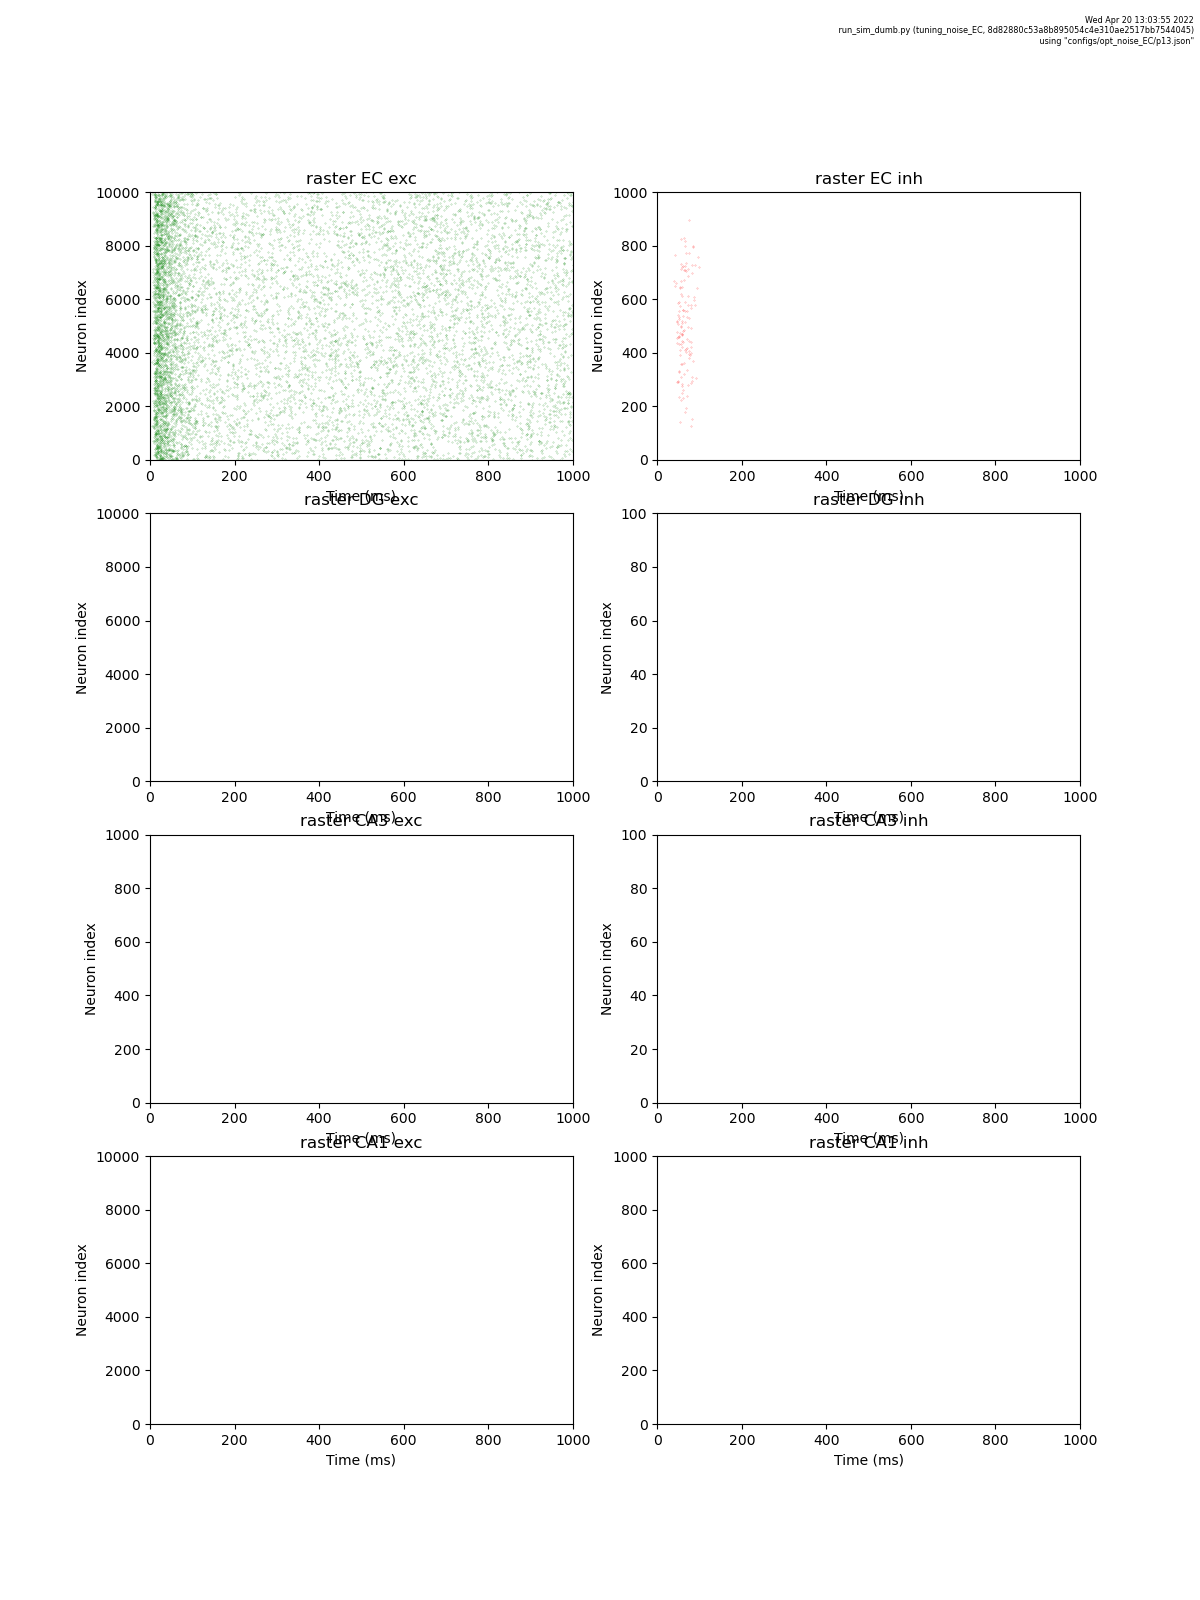 Wed Apr 20 13:03:55 2022
run_sim_dumb.py (tuning_noise_EC, 8d82880c53a8b895054c4e310ae2517bb7544045)
using "configs/opt_noise_EC/p13.json"
raster EC exc
10000
8000
6000
4000
2000
0
Neuron index
0 200 400 600 800 1000
Time (ms)
raster EC inh
1000
800
600
400
200
0
Neuron index
0 200 400 600 800 1000
Time (ms)
raster DG exc
10000
8000
6000
4000
2000
0
Neuron index
0 200 400 600 800 1000
Time (ms)
raster DG inh
100
80
60
40
20
0
Neuron index
0 200 400 600 800 1000
Time (ms)
raster CA3 exc
1000
800
600
400
200
0
Neuron index
0 200 400 600 800 1000
Time (ms)
raster CA3 inh
100
80
60
40
20
0
Neuron index
0 200 400 600 800 1000
Time (ms)
raster CA1 exc
10000
8000
6000
4000
2000
0
Neuron index
0 200 400 600 800 1000
Time (ms)
raster CA1 inh
1000
800
600
400
200
0
Neuron index
0 200 400 600 800 1000
Time (ms)